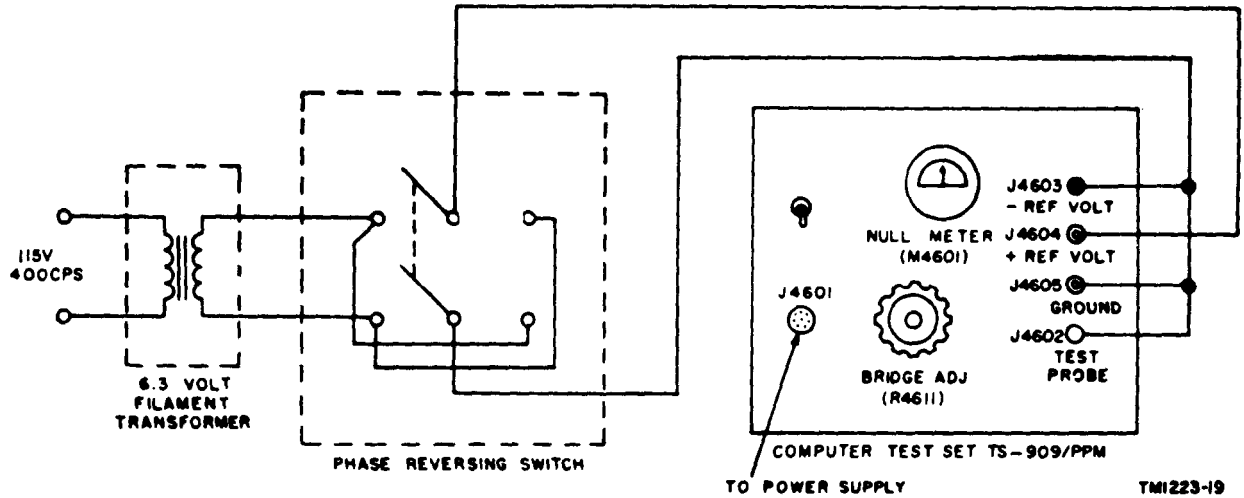 115V
400CPS
6.3 VOLT
FILAMENT
TRANSFORMER
PHASE REVERSING SWITCH
NULL METER
(M4601)
J4601
BRIDGE ADJ
(R4611)
J4603
- REF VOLT
J4604
+ REF VOLT
J4605
GROUND
J4602
TEST
PROBE
COMPUTER TEST SET TS-909/PPM
TO POWER SUPPLY
TM1223-19